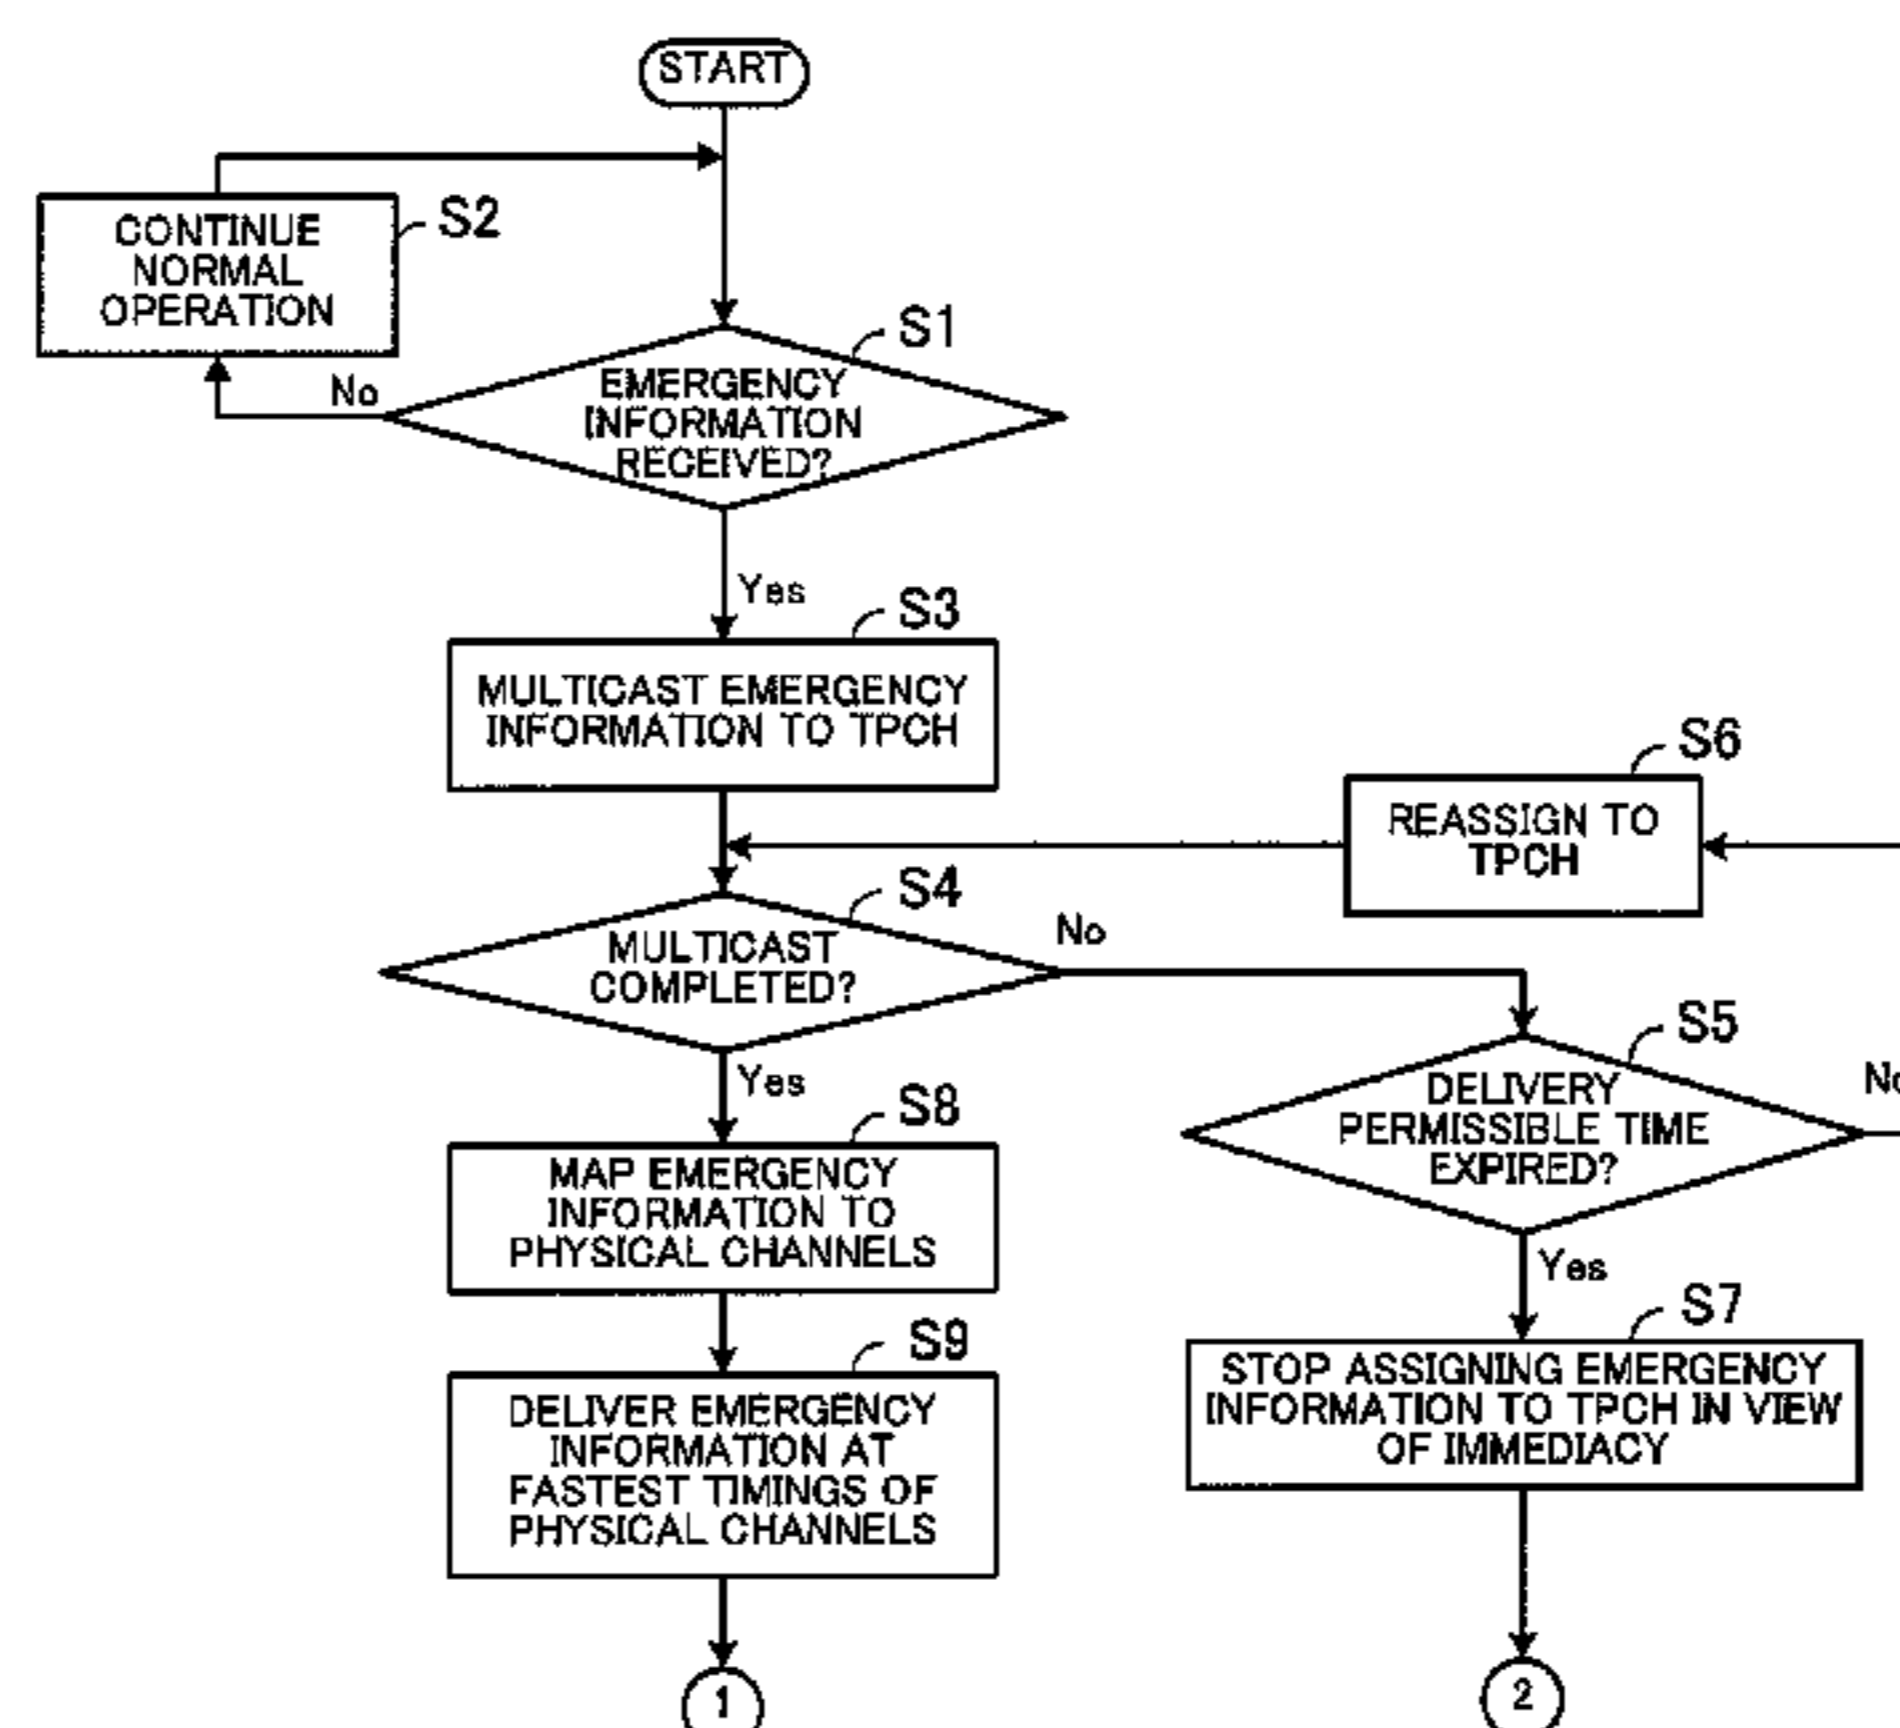 START
CONTINUE
NORMAL
OPERATION
S2
S1
EMERGENCY
INFORMATION
RECEIVED?
No
Yes
S3
MULTICAST EMERGENCY
INFORMATION TO TPCH
S6
REASSIGN TO
TPCH
S4
MULTICAST
COMPLETED?
No
Yes
S5
DELIVERY
PERMISSIBLE TIME
EXPIRED?
No
Yes
S8
MAP EMERGENCY
INFORMATION TO
PHYSICAL CHANNELS
S7
STOP ASSIGNING EMERGENCY
INFORMATION TO TPCH IN VIEW
OF IMMEDIACY
S9
DELIVER EMERGENCY
INFORMATION AT
FASTEST TIMINGS OF
PHYSICAL CHANNELS
1
2